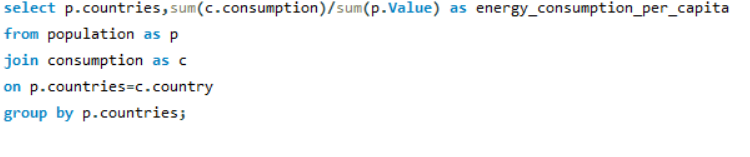 select p.countries,sum(c.consumption)/sum(p.Value) as energy_consumption_per_capita
from population as p
join consumption as c
on p.countries=c.country
group by p.countries;